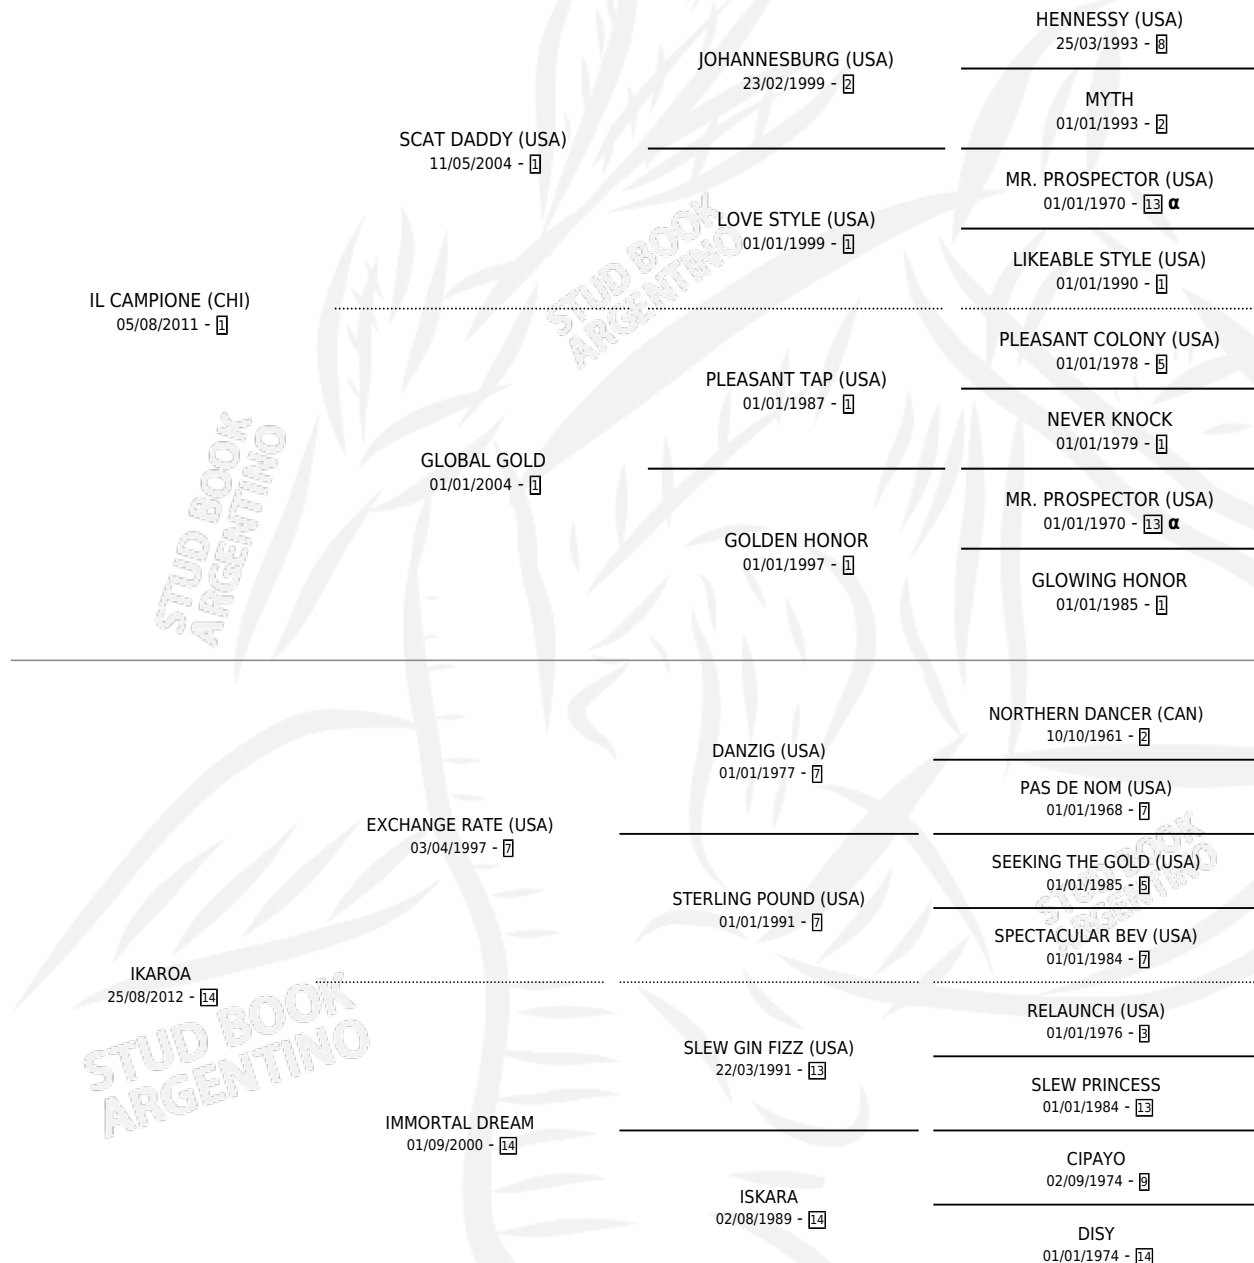 HENNESSY (USA)
25/03/1993 - 8
JOHANNESBURG (USA)
23/02/1999 - 2
MYTH
01/01/1993 - 2
SCAT DADDY (USA)
11/05/2004 - 1
MR. PROSPECTOR (USA)
01/01/1970 - 13 α
LOVE STYLE (USA)
01/01/1999 - 1
LIKEABLE STYLE (USA)
01/01/1990 - 1
IL CAMPIONE (CHI)
05/08/2011 - 1
PLEASANT COLONY (USA)
01/01/1978 - 5
PLEASANT TAP (USA)
01/01/1987 - 1
NEVER KNOCK
01/01/1979 - 1
GLOBAL GOLD
01/01/2004 - 1
MR. PROSPECTOR (USA)
01/01/1970 - 13 α
GOLDEN HONOR
01/01/1997 - 1
GLOWING HONOR
01/01/1985 - 1
NORTHERN DANCER (CAN)
10/10/1961 - 2
DANZIG (USA)
01/01/1977 - 7
PAS DE NOM (USA)
01/01/1968 - 7
EXCHANGE RATE (USA)
03/04/1997 - 7
SEEKING THE GOLD (USA)
01/01/1985 - 5
STERLING POUND (USA)
01/01/1991 - 7
SPECTACULAR BEV (USA)
01/01/1984 - 7
IKAROA
25/08/2012 - 14
RELAUNCH (USA)
01/01/1976 - 3
SLEW GIN FIZZ (USA)
22/03/1991 - 13
SLEW PRINCESS
01/01/1984 - 13
IMMORTAL DREAM
01/09/2000 - 14
CIPAYO
02/09/1974 - 9
ISKARA
02/08/1989 - 14
DISY
01/01/1974 - 14
STUD BOOK
ARGENTINO
STUD BOOK
ARGENTINO
STUD BOOK
ARGENTINO
STUD BOOK
ARGENTINO